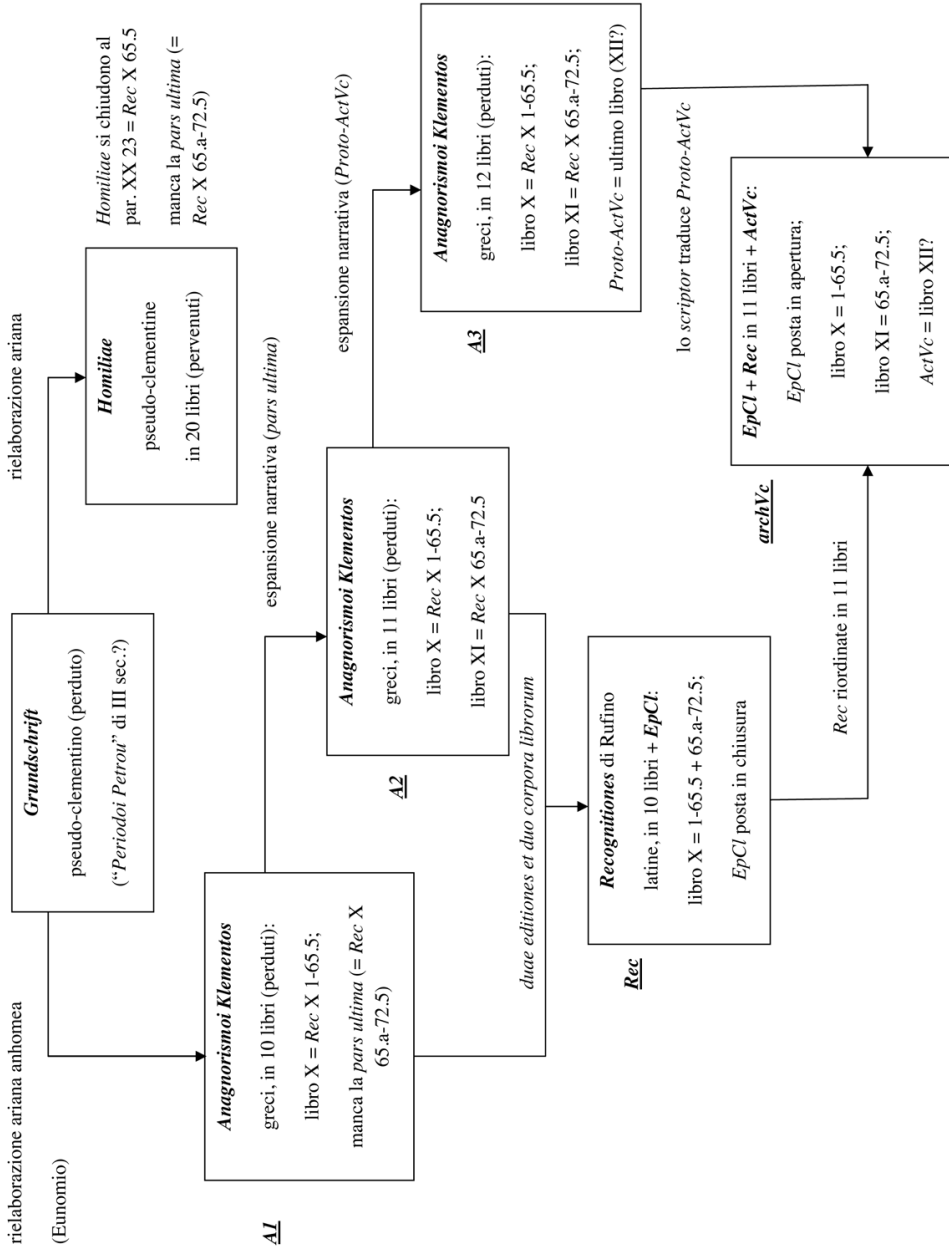 rielaborazione ariana anhomea
(Eunomio)
Grundschrift
pseudo-clementino (perduto)
(“Periodoi Petrou” di III sec.?)
rielaborazione ariana
Homiliae
pseudo-clementine
in 20 libri (pervenuti)
Homiliae si chiudono al
par. XX 23 = Rec X 65.5
manca la pars ultima (=
Rec X 65.a-72.5)
A1
Anagnorismoi Klementos
greci, in 10 libri (perduti):
libro X = Rec X 1-65.5;
manca la pars ultima (= Rec X
65.a-72.5)
espansione narrativa (pars ultima)
A2
Anagnorismoi Klementos
greci, in 11 libri (perduti):
libro X = Rec X 1-65.5;
libro XI = Rec X 65.a-72.5
espansione narrativa (Proto-ActVc)
A3
Anagnorismoi Klementos
greci, in 12 libri (perduti):
libro X = Rec X 1-65.5;
libro XI = Rec X 65.a-72.5;
Proto-ActVc = ultimo libro (XII?)
duae editiones et duo corpora librorum
Rec
Recognitiones di Rufino
latine, in 10 libri + EpCl:
libro X = 1-65.5 + 65.a-72.5;
EpCl posta in chiusura
Rec riordinate in 11 libri
lo scriptor traduce Proto-ActVc
archVc
EpCl + Rec in 11 libri + ActVc:
EpCl posta in apertura;
libro X = 1-65.5;
libro XI = 65.a-72.5;
ActVc = libro XII?